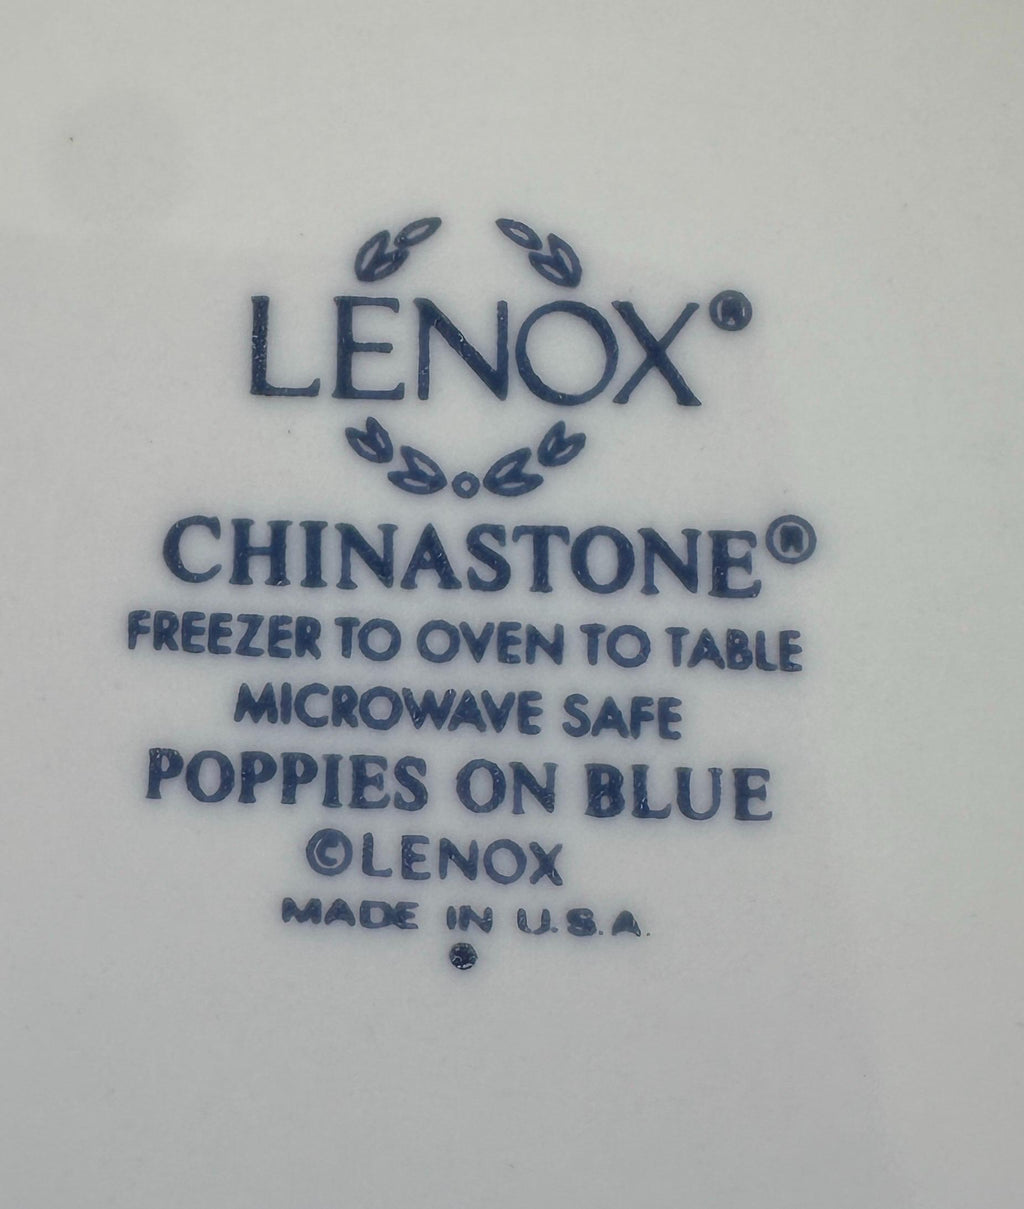 LENOX®
CHINASTONE®
FREEZER TO OVEN TO TABLE
MICROWAVE SAFE
POPPIES ON BLUE
©LENOX
MADE IN U.S.A.